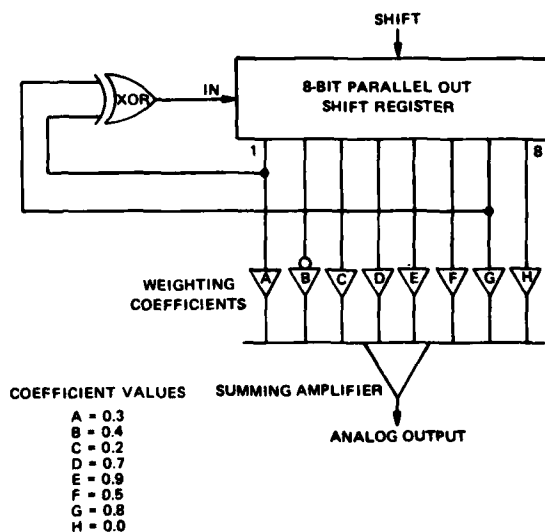 SHIFT
XOR
IN
8-BIT PARALLEL OUT
SHIFT REGISTER
1
8
WEIGHTING
COEFFICIENTS
A
B
C
D
E
F
G
H
COEFFICIENT VALUES
A = 0.3
B = 0.4
C = 0.2
D = 0.7
E = 0.9
F = 0.5
G = 0.8
H = 0.0
SUMMING AMPLIFIER
ANALOG OUTPUT